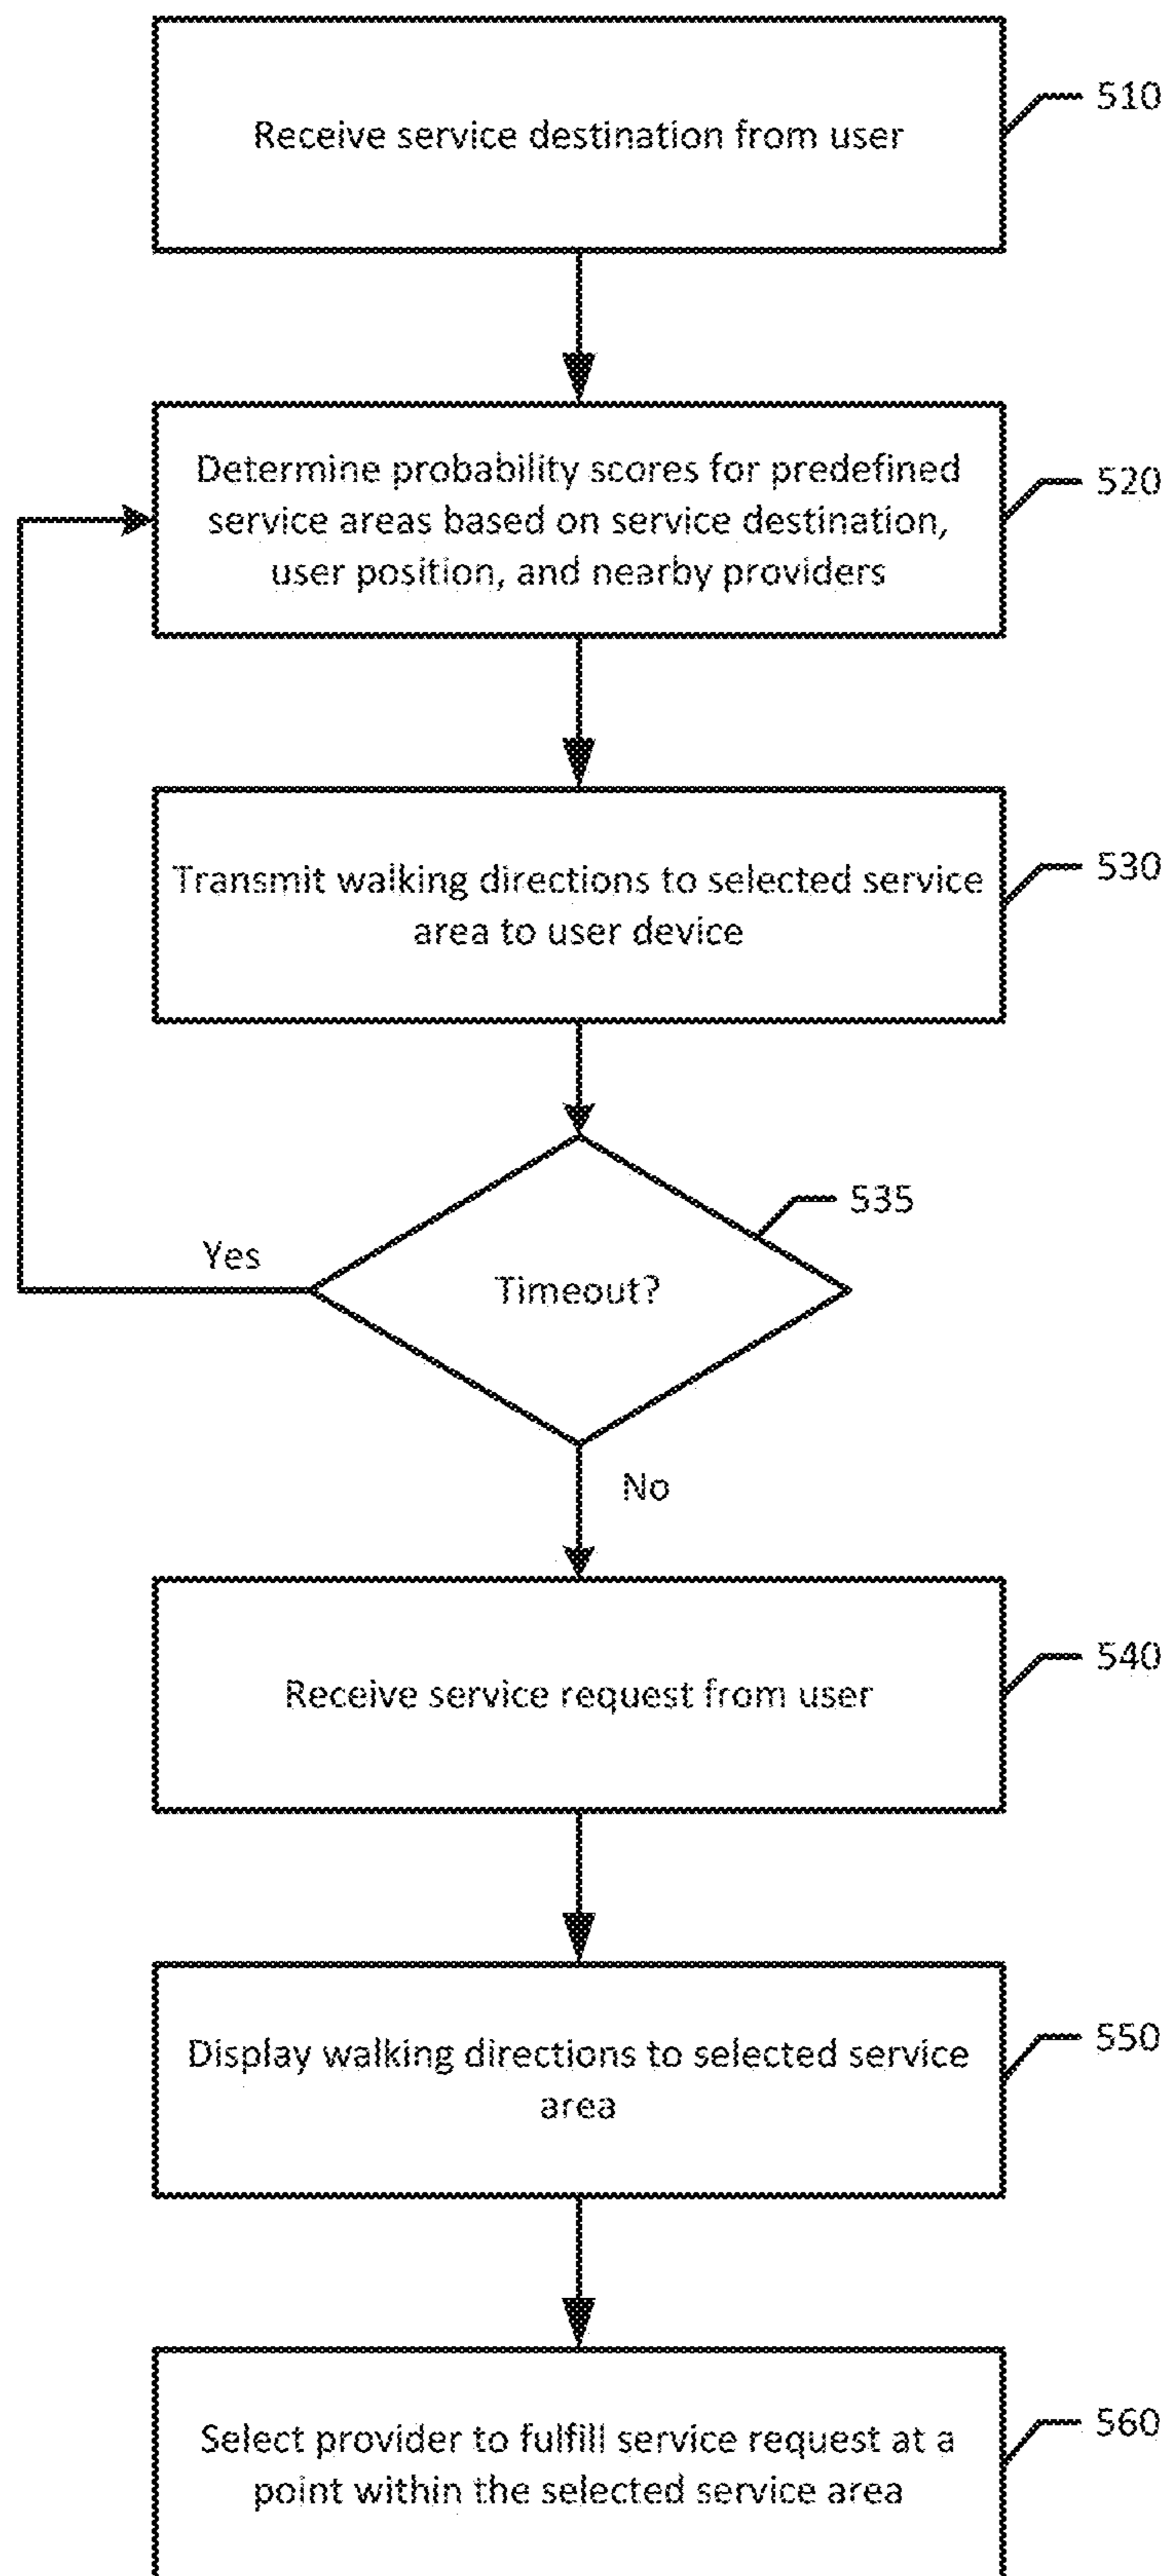 Receive service destination from user
510
Determine probability scores for predefined
service areas based on service destination,
user position, and nearby providers
520
Transmit walking directions to selected service
area to user device
530
535
Timeout?
Yes
No
Receive service request from user
540
Display walking directions to selected service
area
550
Select provider to fulfill service request at a
point within the selected service area
560